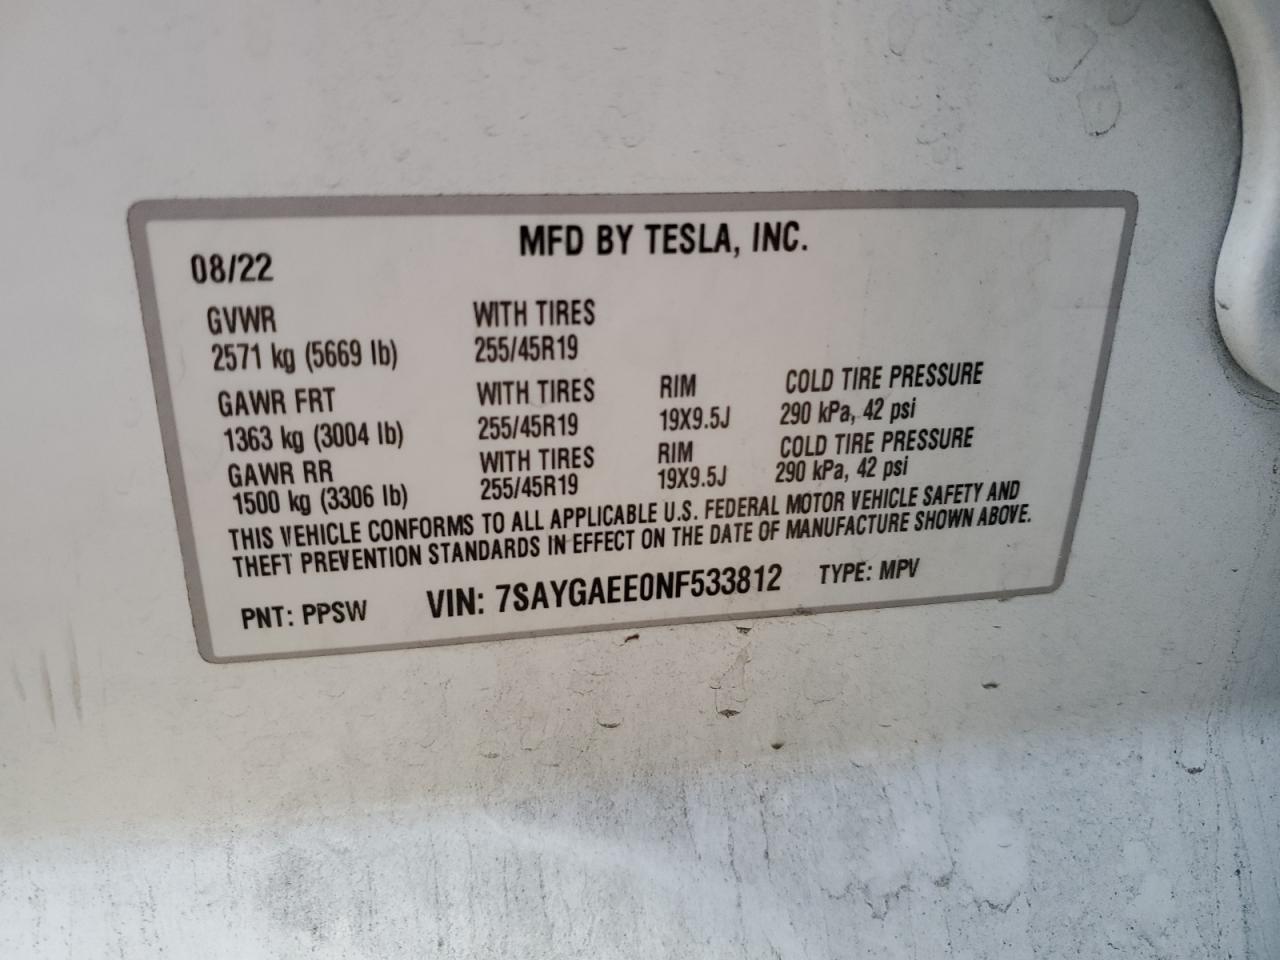 MFD BY TESLA, INC.
08/22
GVWR WITH TIRES
2571 kg (5669 lb) 255/45R19
GAWR FRT WITH TIRES RIM COLD TIRE PRESSURE
1363 kg (3004 lb) 255/45R19 19X9.5J 290 kPa, 42 psi
GAWR RR WITH TIRES RIM COLD TIRE PRESSURE
1500 kg (3306 lb) 255/45R19 19X9.5J 290 kPa, 42 psi
THIS VEHICLE CONFORMS TO ALL APPLICABLE U.S. FEDERAL MOTOR VEHICLE SAFETY AND
THEFT PREVENTION STANDARDS IN EFFECT ON THE DATE OF MANUFACTURE SHOWN ABOVE.
PNT: PPSW VIN: 7SAYGAEE0NF533812 TYPE: MPV